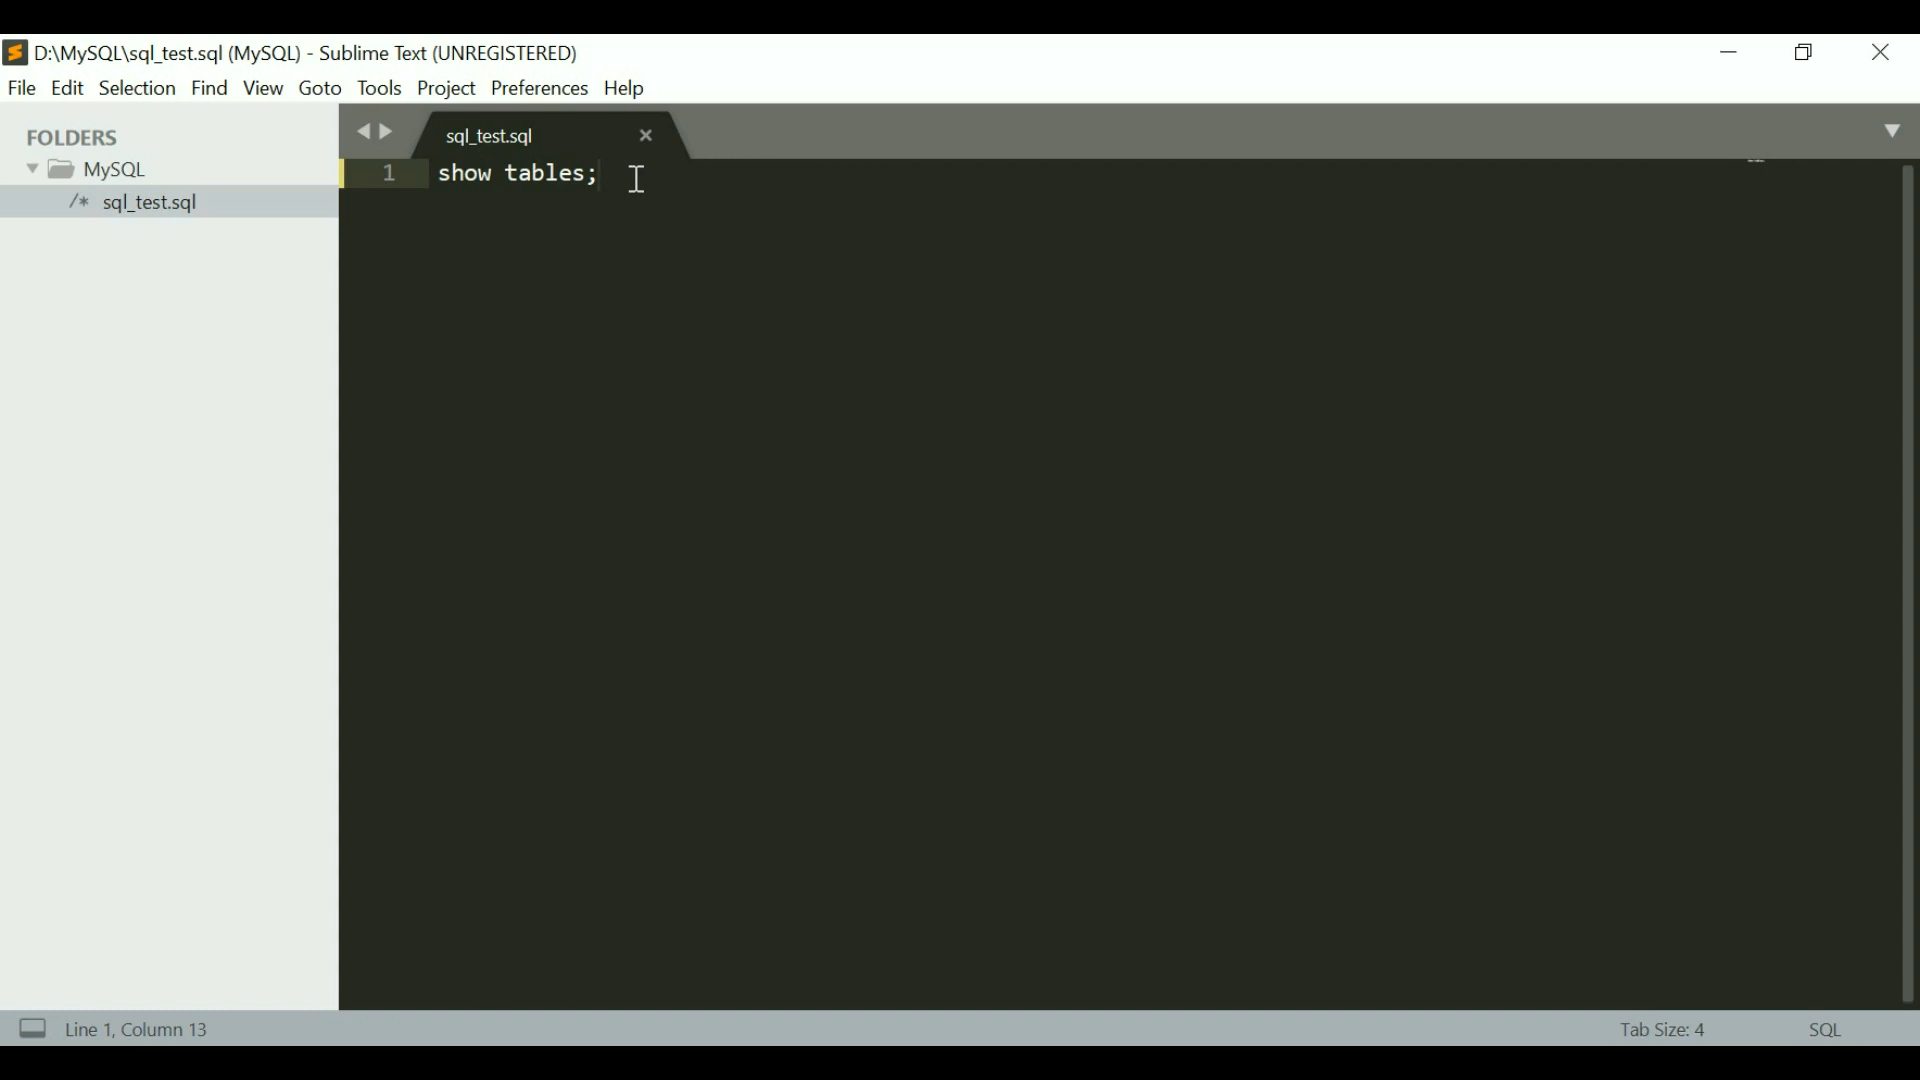 D:\MySQL\sql_test.sql (MySQL) - Sublime Text (UNREGISTERED)
File Edit Selection Find View Goto Tools Project Preferences Help
FOLDERS
MySQL
/* sql_test.sql
sql_test.sql
1 show tables;
Line 1, Column 13
Tab Size: 4
SQL